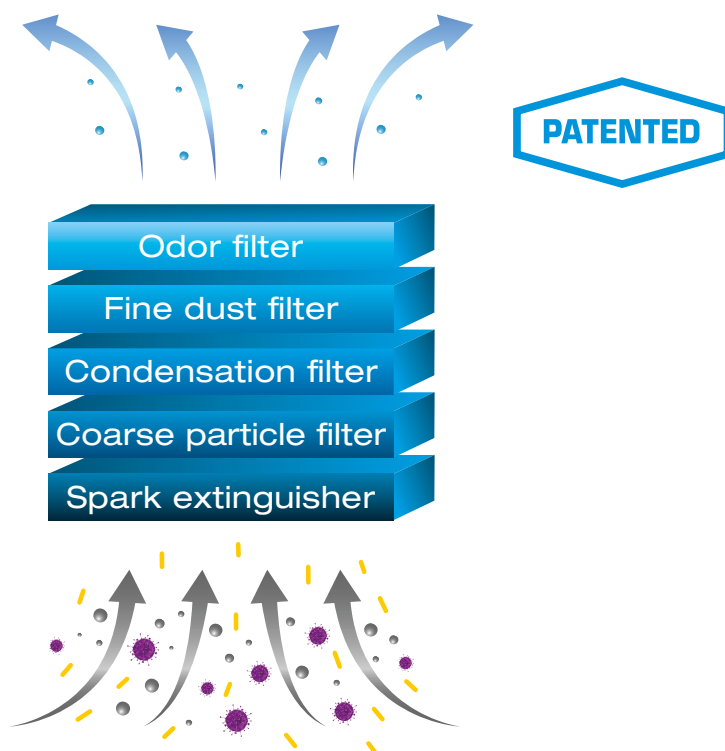 PATENTED
Odor filter
Fine dust filter
Condensation filter
Coarse particle filter
Spark extinguisher